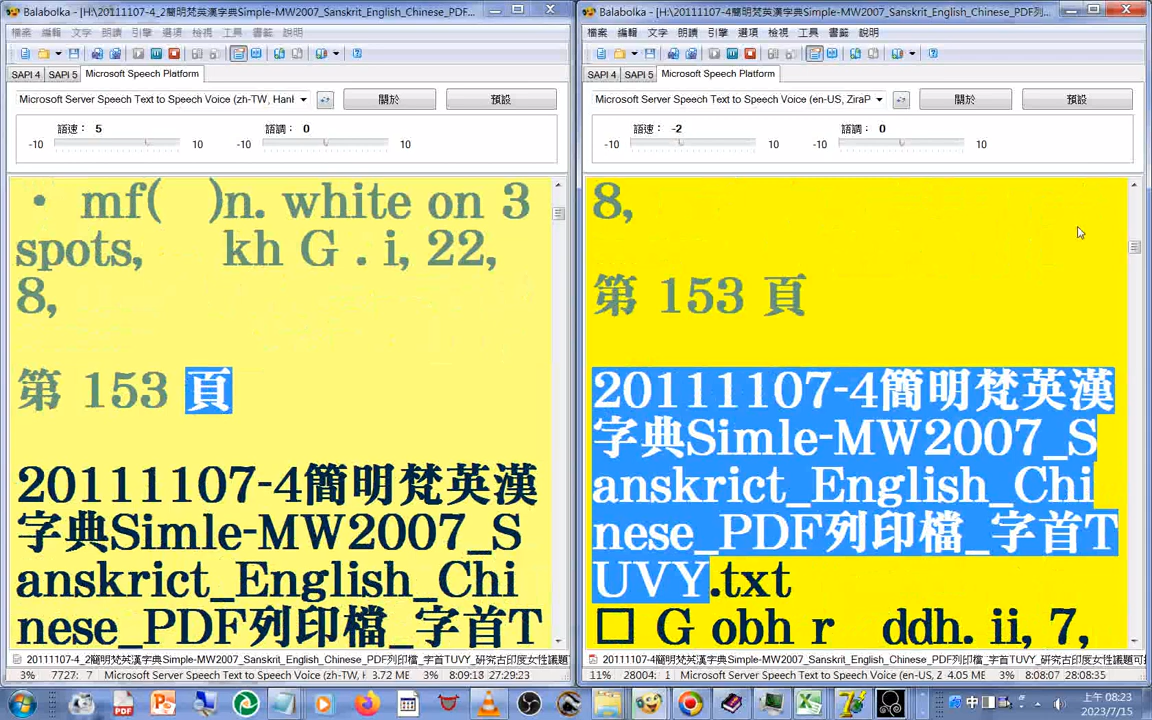 Balabolka - [H:\20111107-4_2簡明梵英漢字典Simple-MW2007_Sanskrit_English_Chinese_PDF...
檔案 編輯 文字 朗讀 引擎 選項 檢視 工具 書籤 說明
SAPI 4 SAPI 5 Microsoft Speech Platform
Microsoft Server Speech Text to Speech Voice (zh-TW, Hanl
關於
預設
語速： 5
語調： 0
-10 10 -10 10
• mf( )n. white on 3
spots, kh G . i, 22,
8,
第 153 頁
20111107-4簡明梵英漢
字典Simle-MW2007_S
anskrict_English_Chi
nese_PDF列印檔_字首T
20111107-4_2簡明梵英漢字典Simple-MW2007_Sanskrit_English_Chinese_PDF列印檔_字首TUVY_研究古印度女性議題
3% 7727: 7 Microsoft Server Speech Text to Speech Voice (zh-TW, H 3.72 MB 3% 8:09:18 27:29:23
Balabolka - [H:\20111107-4簡明梵英漢字典Simple-MW2007_Sanskrit_English_Chinese_PDF列...
檔案 編輯 文字 朗讀 引擎 選項 檢視 工具 書籤 說明
SAPI 4 SAPI 5 Microsoft Speech Platform
Microsoft Server Speech Text to Speech Voice (en-US, ZiraP
關於
預設
語速： -2
語調： 0
-10 10 -10 10
8,
第 153 頁
20111107-4簡明梵英漢
字典Simle-MW2007_S
anskrict_English_Chi
nese_PDF列印檔_字首T
UVY.txt
□ G obh r ddh. ii, 7,
20111107-4簡明梵英漢字典Simple-MW2007_Sanskrit_English_Chinese_PDF列印檔_字首TUVY_研究古印度女性議題可
11% 28004: 1 Microsoft Server Speech Text to Speech Voice (en-US, Z 4.05 MB 3% 8:08:07 28:08:35
中
上午 08:23
2023/7/15